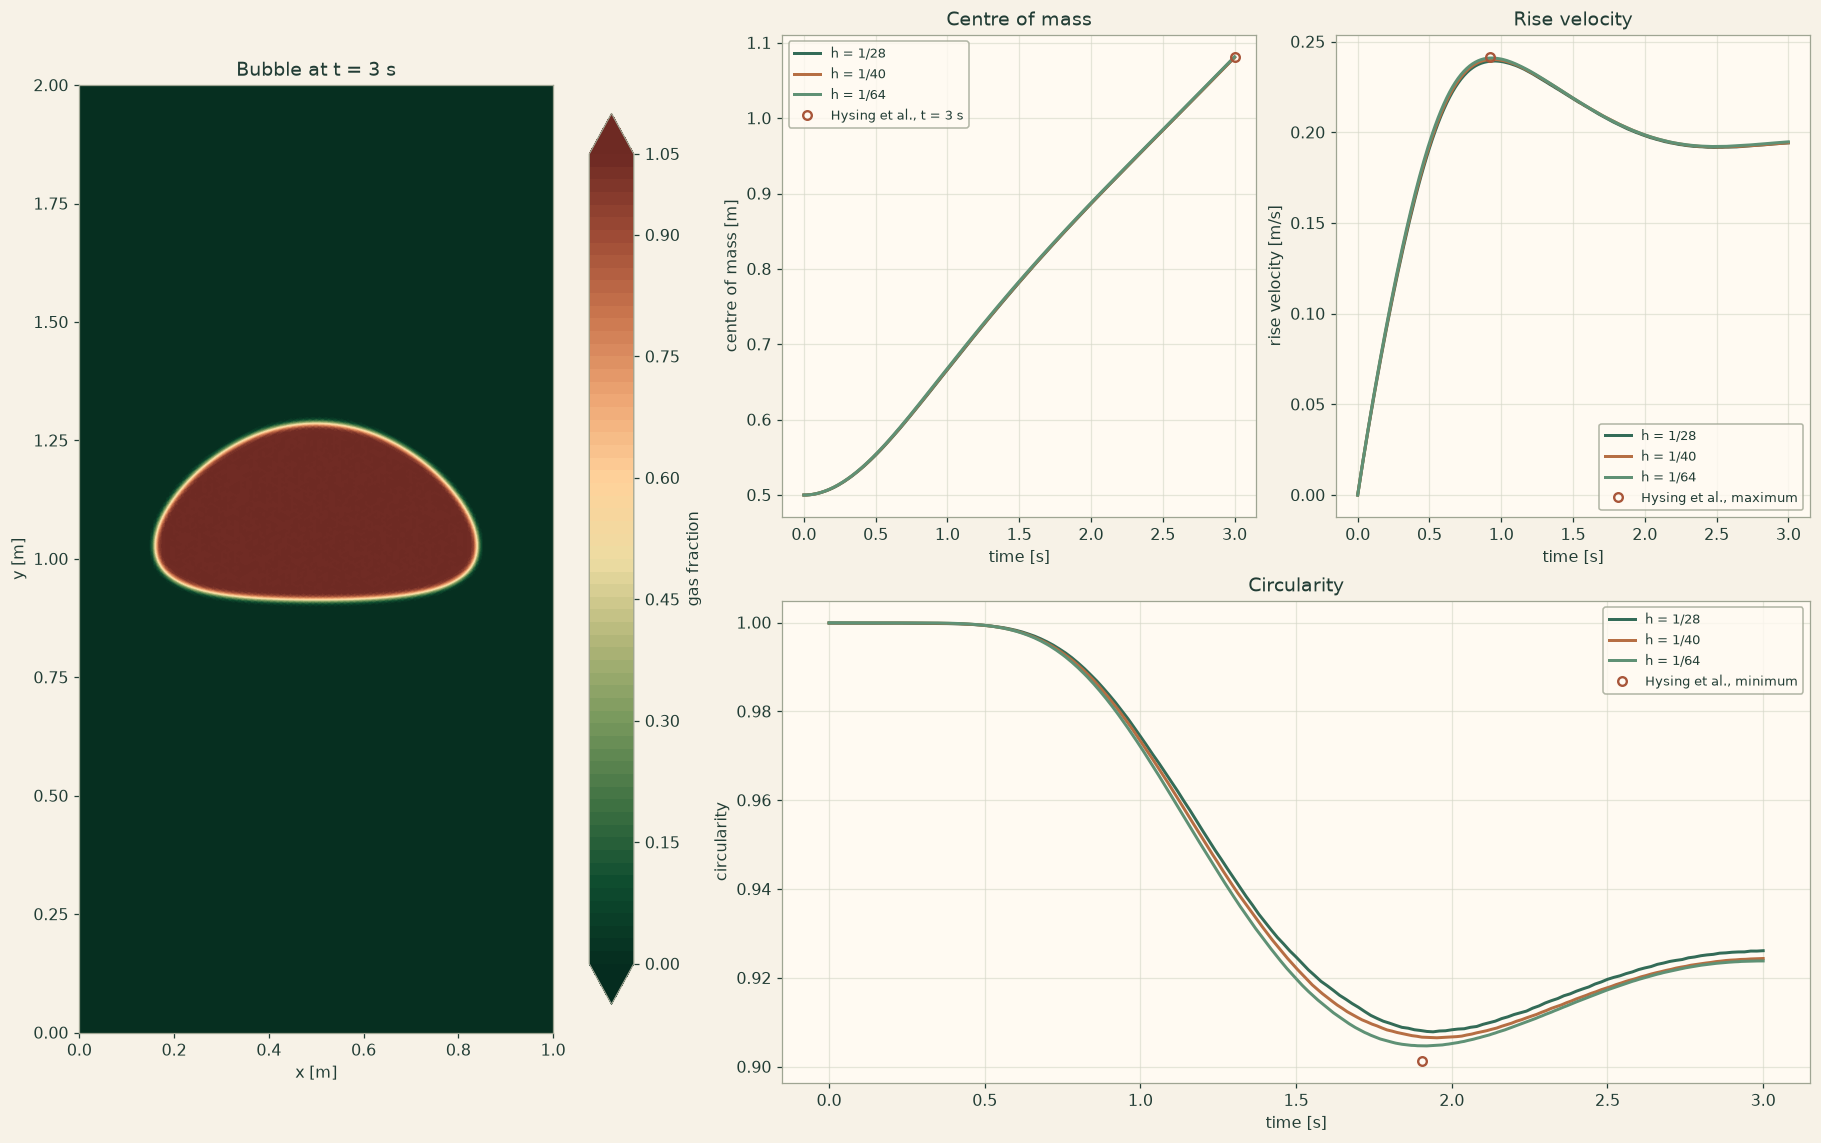 Bubble at t = 3 s
2.00
1.75
1.50
1.25
1.00
0.75
0.50
0.25
0.00
y [m]
0.0 0.2 0.4 0.6 0.8 1.0
x [m]
1.05
0.90
0.75
0.60
0.45
0.30
0.15
0.00
gas fraction
Centre of mass
1.1
1.0
0.9
0.8
0.7
0.6
0.5
centre of mass [m]
h = 1/28
h = 1/40
h = 1/64
Hysing et al., t = 3 s
0.0 0.5 1.0 1.5 2.0 2.5 3.0
time [s]
Rise velocity
0.25
0.20
0.15
0.10
0.05
0.00
rise velocity [m/s]
h = 1/28
h = 1/40
h = 1/64
Hysing et al., maximum
0.0 0.5 1.0 1.5 2.0 2.5 3.0
time [s]
Circularity
1.00
0.98
0.96
0.94
0.92
0.90
circularity
h = 1/28
h = 1/40
h = 1/64
Hysing et al., minimum
0.0 0.5 1.0 1.5 2.0 2.5 3.0
time [s]